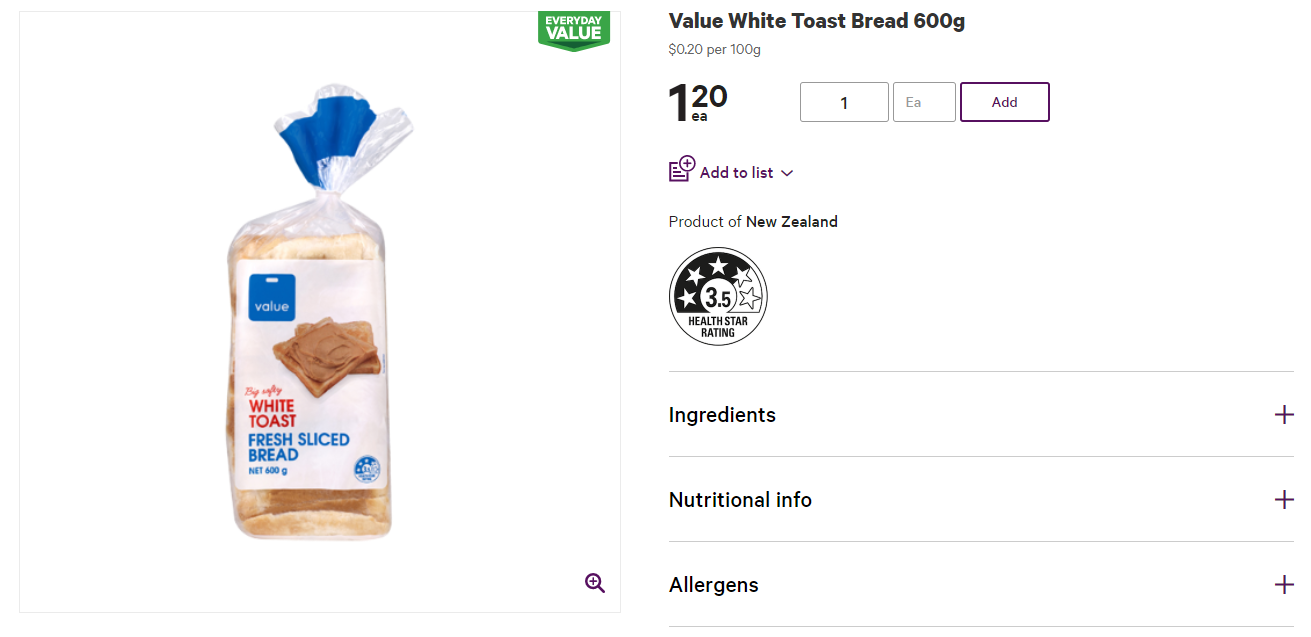 EVERYDAY
VALUE
value
Big softy
WHITE
TOAST
FRESH SLICED
BREAD
NET 600 g
Value White Toast Bread 600g
$0.20 per 100g
1 20
ea
1
Ea
Add
Add to list
Product of New Zealand
3.5
HEALTH STAR
RATING
Ingredients
Nutritional info
Allergens